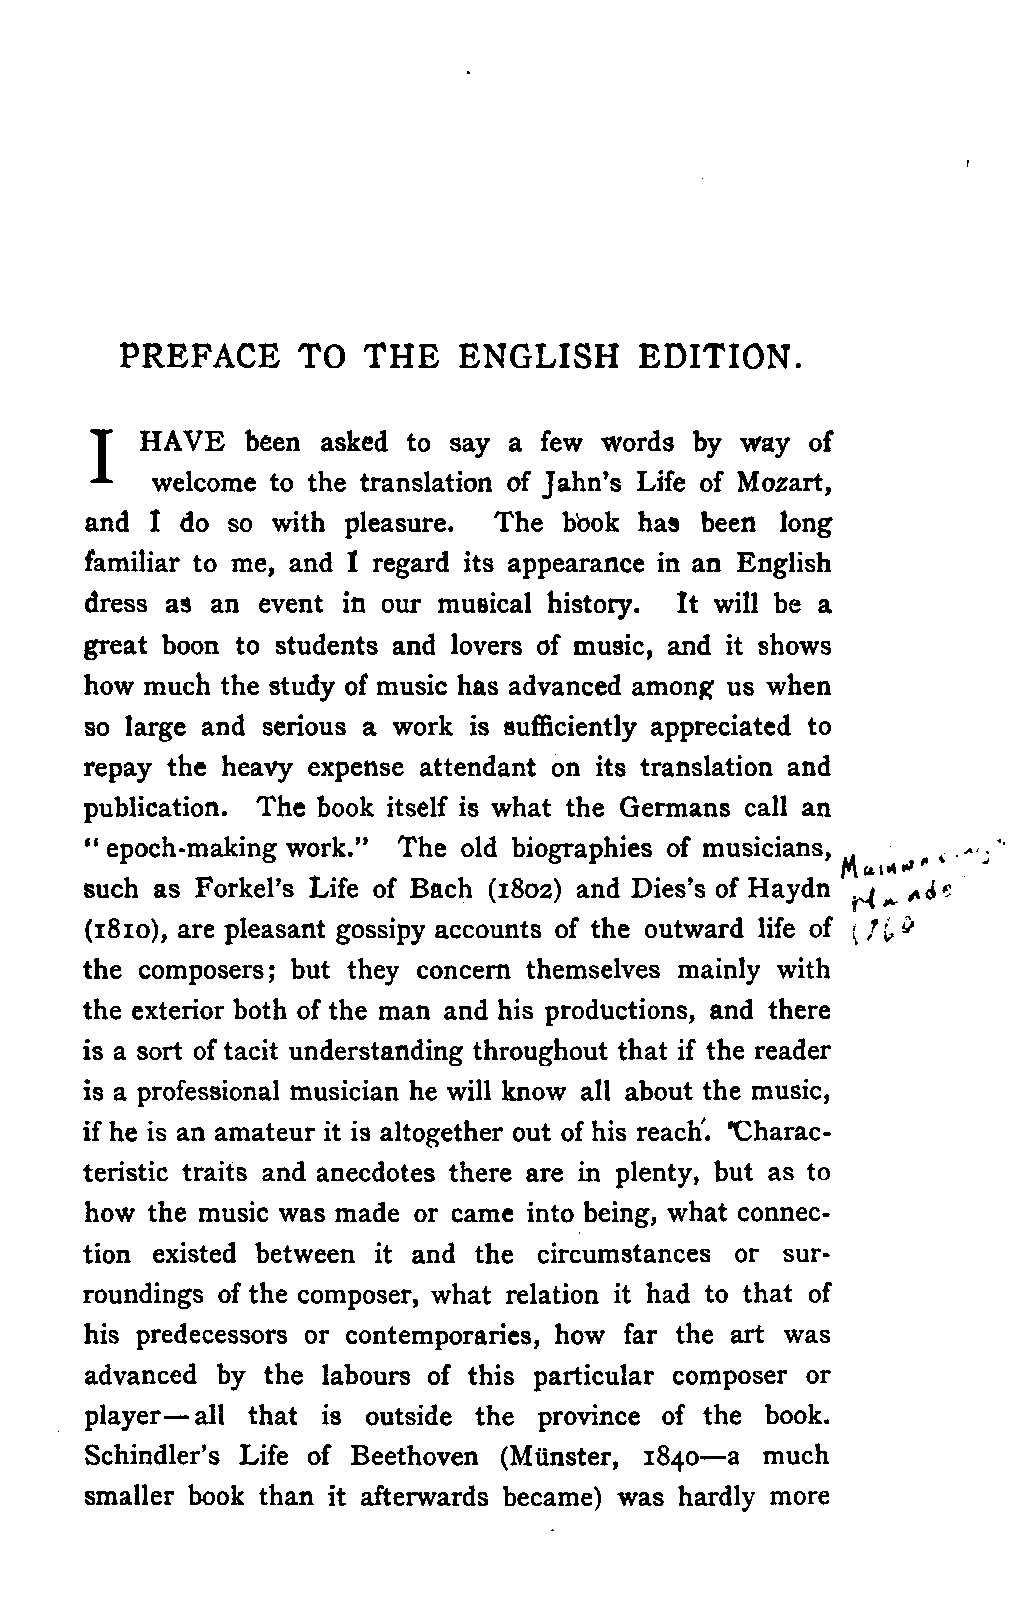 PREFACE TO THE ENGLISH EDITION.
I HAVE been asked to say a few words by way of
welcome to the translation of Jahn's Life of Mozart,
and I do so with pleasure. The book has been long
familiar to me, and I regard its appearance in an English
dress as an event in our musical history. It will be a
great boon to students and lovers of music, and it shows
how much the study of music has advanced among us when
so large and serious a work is sufficiently appreciated to
repay the heavy expense attendant on its translation and
publication. The book itself is what the Germans call an
"epoch-making work." The old biographies of musicians,
such as Forkel's Life of Bach (1802) and Dies's of Haydn
(1810), are pleasant gossipy accounts of the outward life of
the composers; but they concern themselves mainly with
the exterior both of the man and his productions, and there
is a sort of tacit understanding throughout that if the reader
is a professional musician he will know all about the music,
if he is an amateur it is altogether out of his reach. Charac-
teristic traits and anecdotes there are in plenty, but as to
how the music was made or came into being, what connec-
tion existed between it and the circumstances or sur-
roundings of the composer, what relation it had to that of
his predecessors or contemporaries, how far the art was
advanced by the labours of this particular composer or
player—all that is outside the province of the book.
Schindler's Life of Beethoven (Münster, 1840—a much
smaller book than it afterwards became) was hardly more
1760